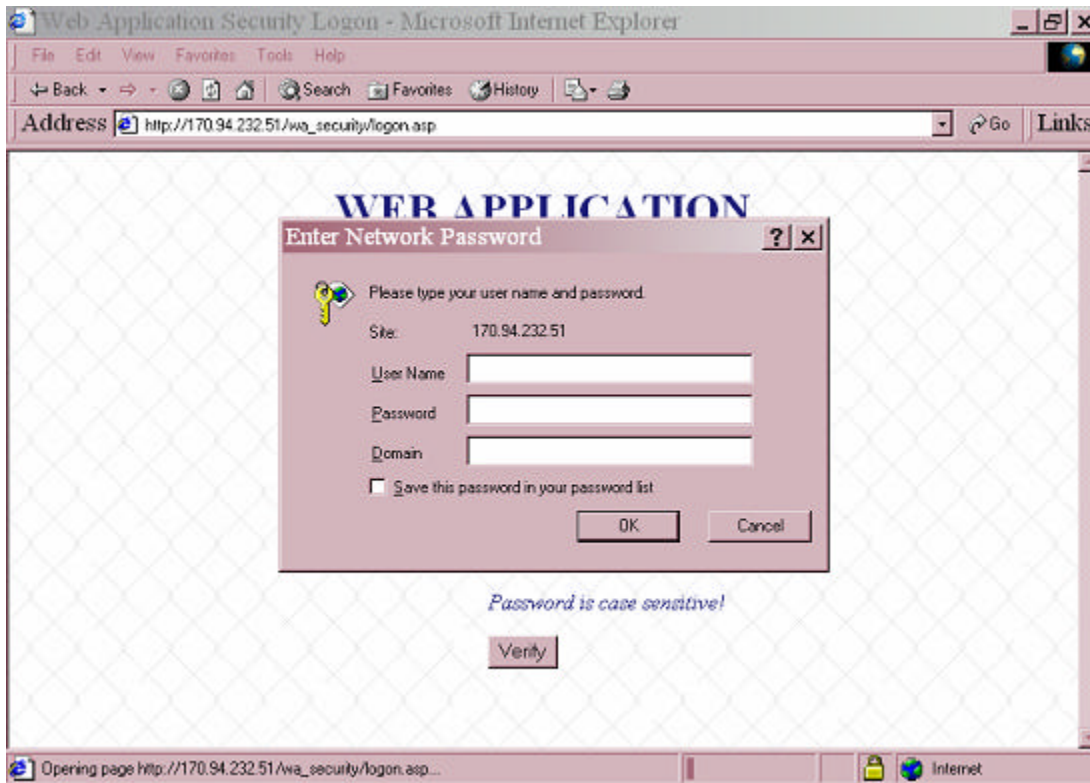 Web Application Security Logon - Microsoft Internet Explorer
File Edit View Favorites Tools Help
Back Search Favorites History
Address http://170.94.232.51/wa_security/logon.asp Go Links
WEB APPLICATION
Enter Network Password
Please type your user name and password.
Site: 170.94.232.51
User Name
Password
Domain
Save this password in your password list
OK Cancel
Password is case sensitive!
Verify
Opening page http://170.94.232.51/wa_security/logon.asp... Internet